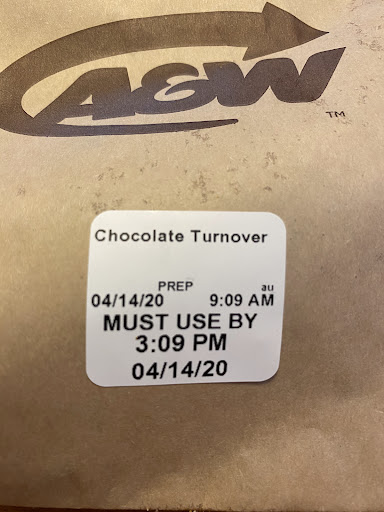 A&W
TM
Chocolate Turnover
PREP au
04/14/20 9:09 AM
MUST USE BY
3:09 PM
04/14/20